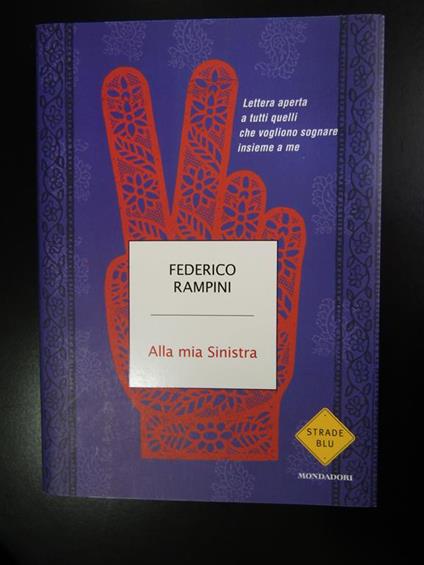 Lettera aperta
a tutti quelli
che vogliono sognare
insieme a me
FEDERICO
RAMPINI
Alla mia Sinistra
STRADE
BLU
MONDADORI